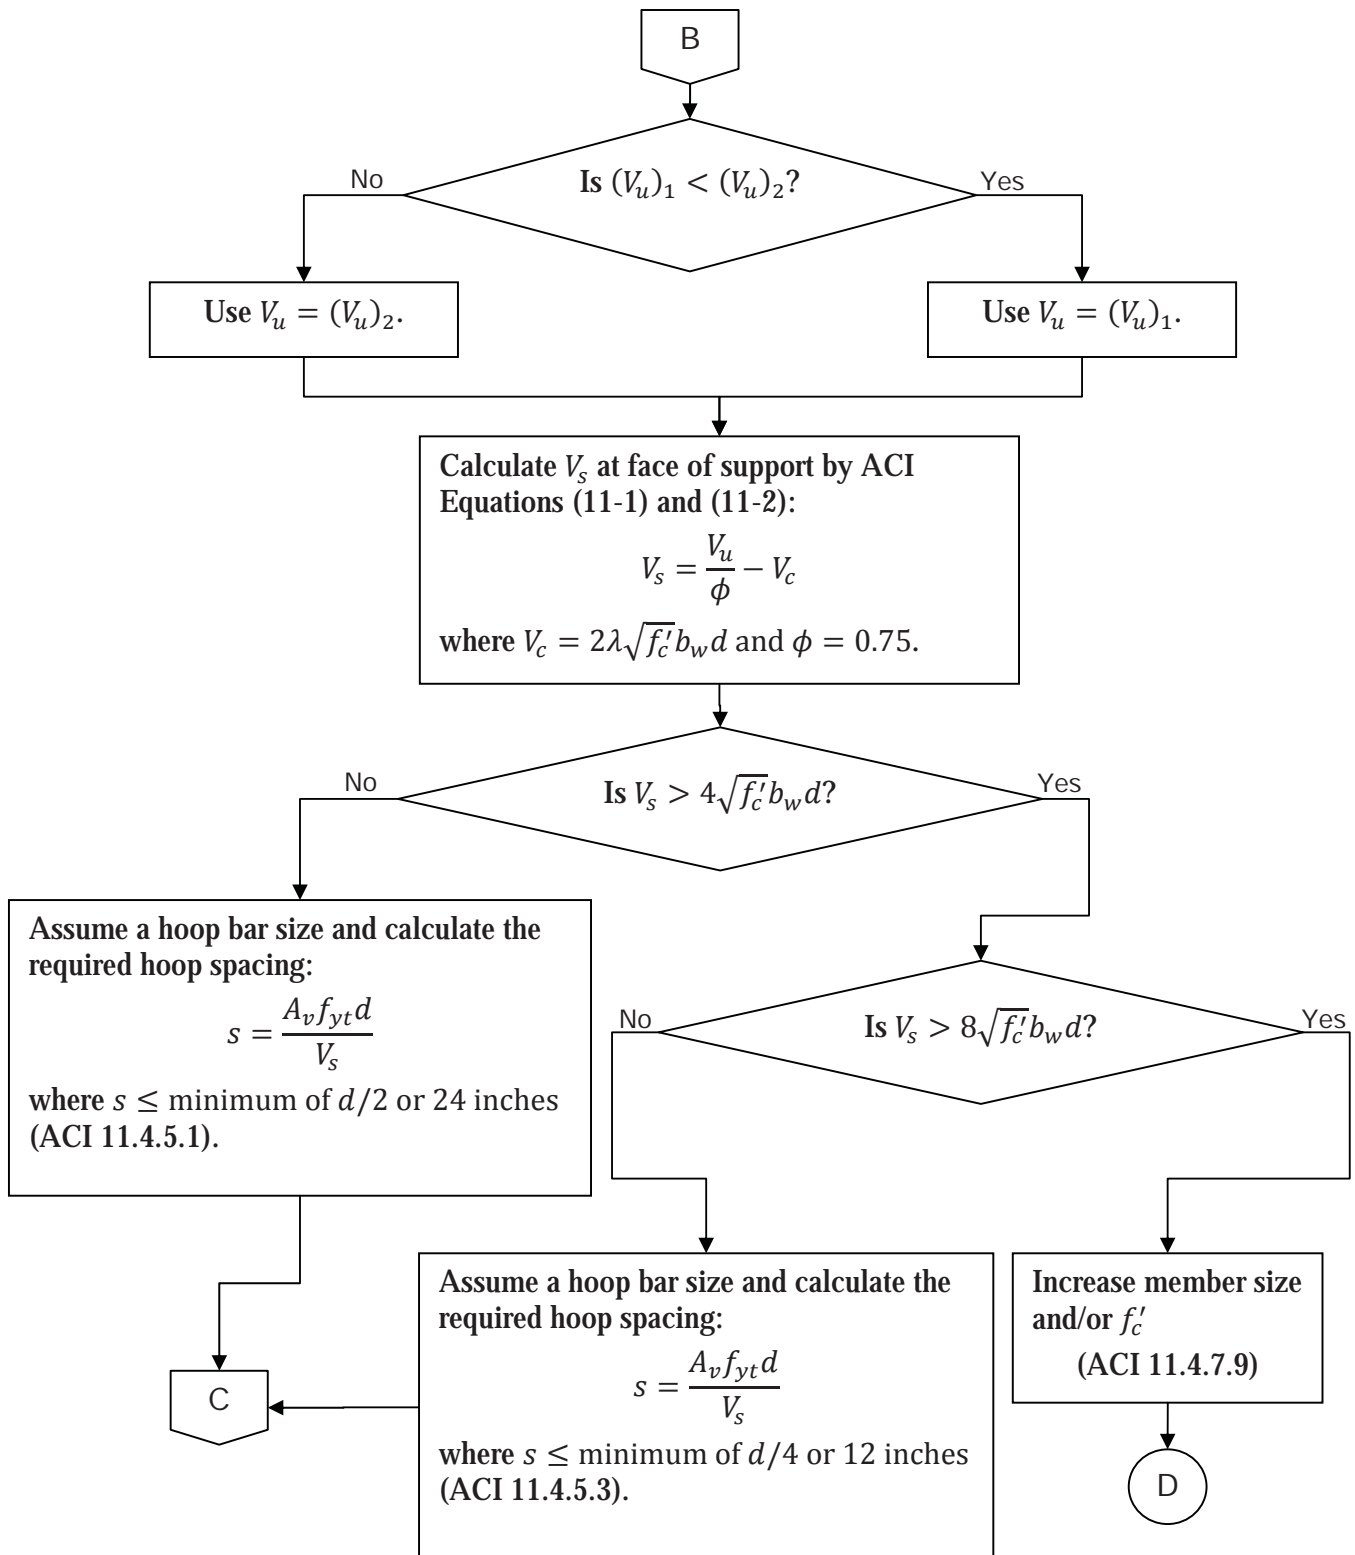 B
Is (V_u)_1 < (V_u)_2?
No
Yes
Use V_u = (V_u)_2.
Use V_u = (V_u)_1.
Calculate V_s at face of support by ACI
Equations (11-1) and (11-2):
V_s = V_u/ϕ − V_c
where V_c = 2λ√f_c′ b_w d and ϕ = 0.75.
Is V_s > 4√f_c′ b_w d?
No
Yes
Assume a hoop bar size and calculate the
required hoop spacing:
s = A_v f_yt d / V_s
where s ≤ minimum of d/2 or 24 inches
(ACI 11.4.5.1).
Is V_s > 8√f_c′ b_w d?
No
Yes
Assume a hoop bar size and calculate the
required hoop spacing:
s = A_v f_yt d / V_s
where s ≤ minimum of d/4 or 12 inches
(ACI 11.4.5.3).
Increase member size
and/or f_c′
(ACI 11.4.7.9)
C
D